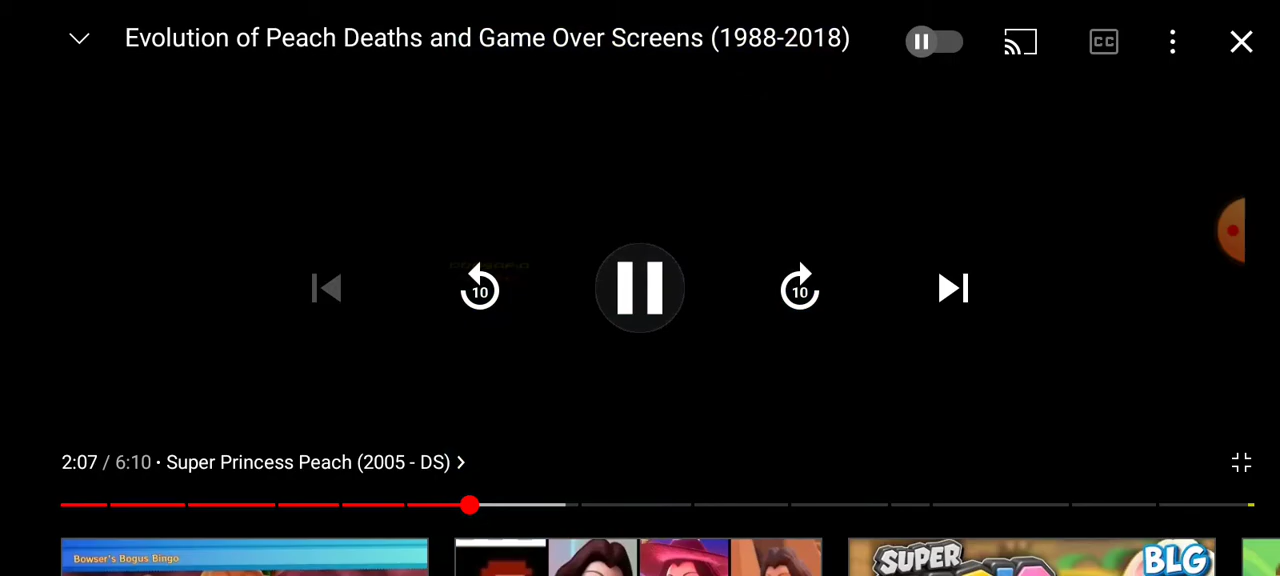 Evolution of Peach Deaths and Game Over Screens (1988-2018)
CC
10
10
2:07 / 6:10 · Super Princess Peach (2005 - DS)
Bowser's Bogus Bingo
SUPER
BLG